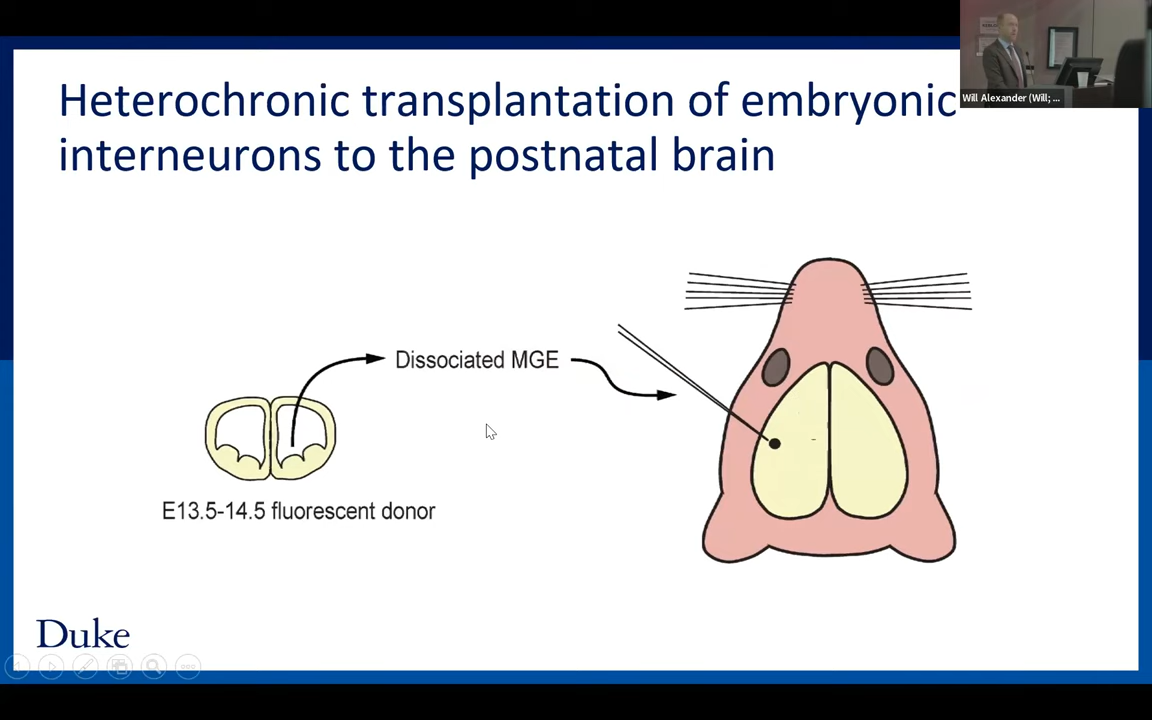 Heterochronic transplantation of embryonic
interneurons to the postnatal brain
Will Alexander (Will; ...
Dissociated MGE
E13.5-14.5 fluorescent donor
Duke